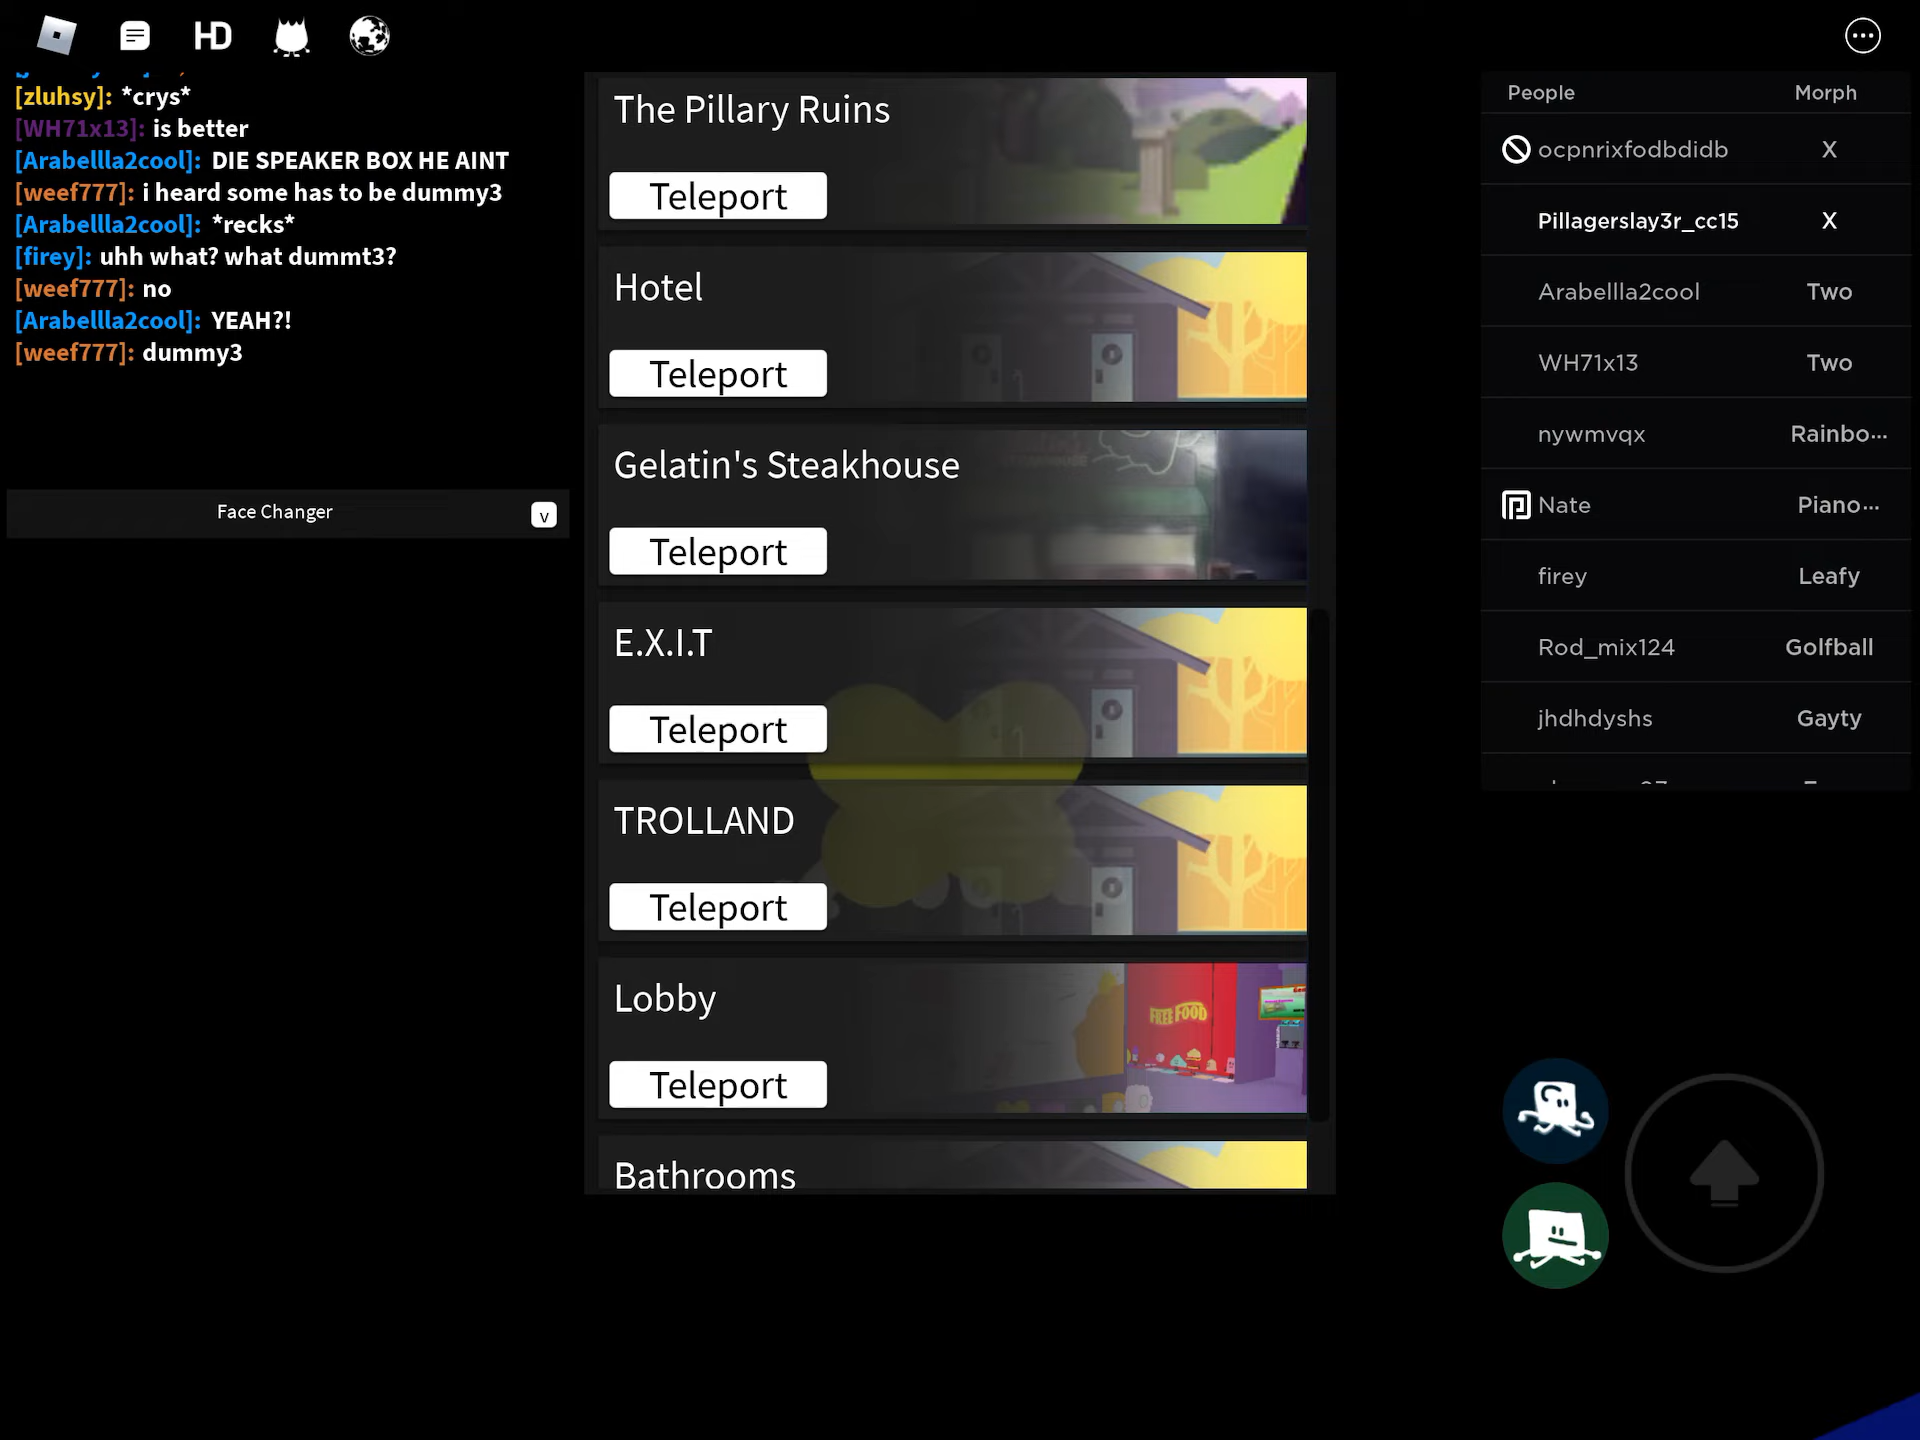 HD
[zluhsy]: *crys*
[WH71x13]: is better
[Arabellla2cool]: DIE SPEAKER BOX HE AINT
[weef777]: i heard some has to be dummy3
[Arabellla2cool]: *recks*
[firey]: uhh what? what dummt3?
[weef777]: no
[Arabellla2cool]: YEAH?!
[weef777]: dummy3
Face Changer
v
The Pillary Ruins
Teleport
Hotel
Teleport
Gelatin's Steakhouse
Teleport
E.X.I.T
Teleport
TROLLAND
Teleport
Lobby
FREE FOOD
Teleport
Bathrooms
People Morph
ocpnrixfodbdidb X
Pillagerslay3r_cc15 X
Arabellla2cool Two
WH71x13 Two
nywmvqx Rainbo...
Nate Piano...
firey Leafy
Rod_mix124 Golfball
jhdhdyshs Gayty